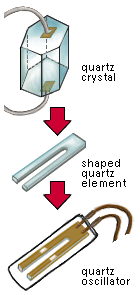 quartz
crystal
shaped
quartz
element
quartz
oscillator